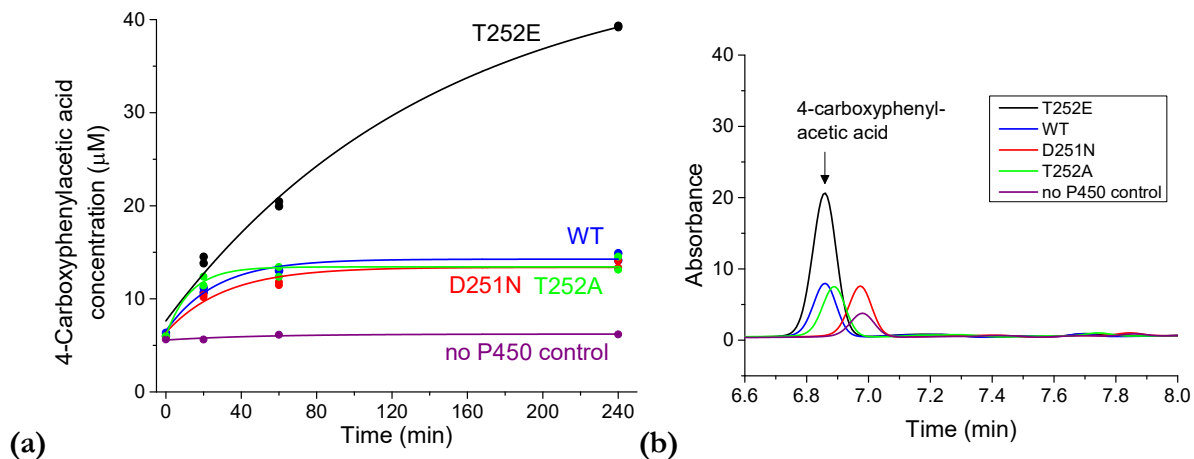 40
30
20
10
0
0 40 80 120 160 200 240
Time (min)
4-Carboxyphenylacetic acid
concentration (μM)
T252E
WT
D251N T252A
no P450 control
(a)
40
30
20
10
0
6.6 6.8 7.0 7.2 7.4 7.6 7.8 8.0
Time (min)
Absorbance
4-carboxyphenyl-
acetic acid
T252E
WT
D251N
T252A
no P450 control
(b)